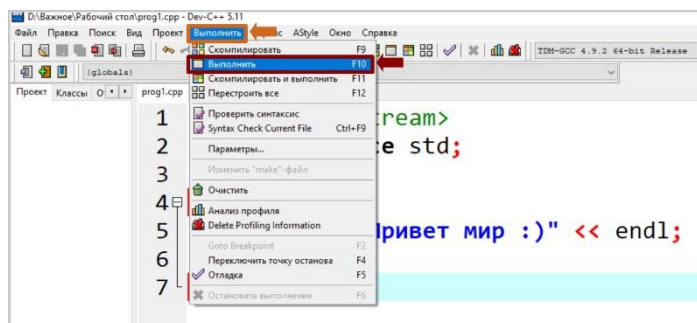 D:\Важное\Рабочий стол\prog1.cpp - Dev-C++ 5.11
Файл Правка Поиск Вид Проект Выполнить с AStyle Окно Справка
TDM-GCC 4.9.2 64-bit Release
(globals)
Проект Классы О prog1.cpp
Скомпилировать F9
Выполнить F10
Скомпилировать и выполнить F11
Перестроить все F12
Проверить синтаксис
Syntax Check Current File Ctrl+F9
Параметры...
Изменить "make"-файл
Очистить
Анализ профиля
Delete Profiling Information
Goto Breakpoint F2
Переключить точку останова F4
Отладка F5
Остановить выполнение F6
1 ream>
2 e std;
3
4
5 Привет мир :)" << endl;
6
7